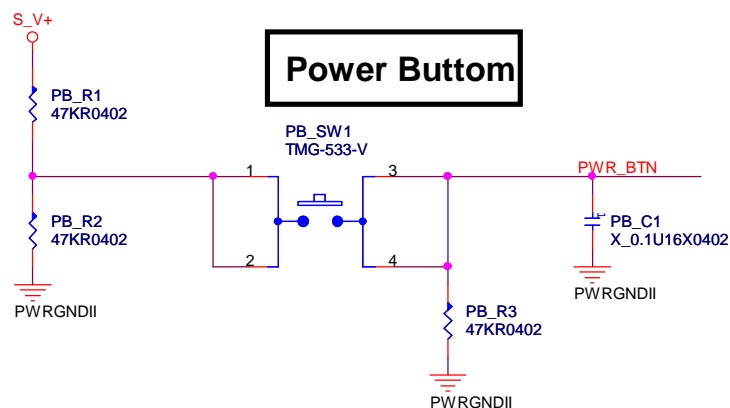 S_V+
Power Buttom
PB_R1
47KR0402
PB_SW1
TMG-533-V
1
3
PWR_BTN
PB_R2
47KR0402
1
PB_C1
X_0.1U16X0402
2
4
PWRGNDII
PWRGNDII
PB_R3
47KR0402
PWRGNDII